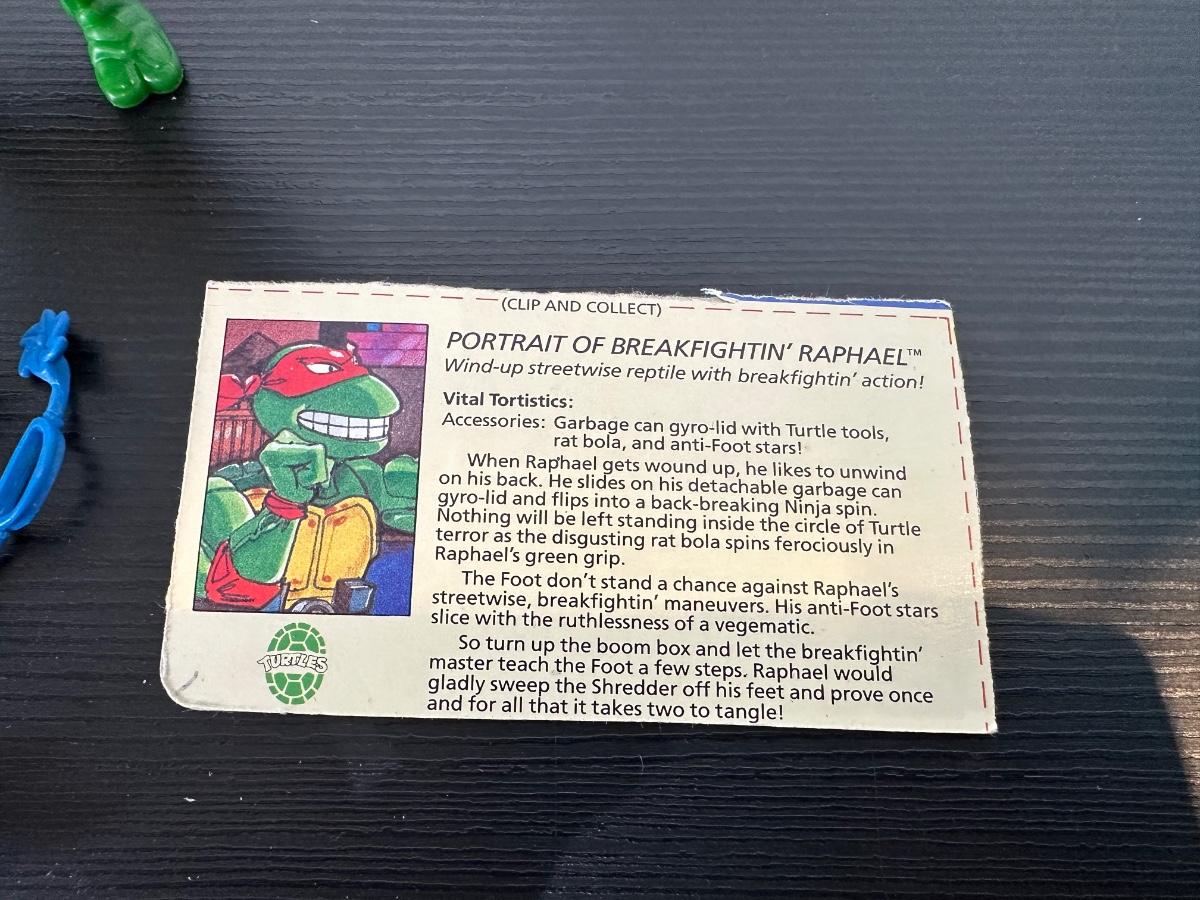 (CLIP AND COLLECT)
PORTRAIT OF BREAKFIGHTIN' RAPHAEL™
Wind-up streetwise reptile with breakfightin' action!
Vital Tortistics:
Accessories: Garbage can gyro-lid with Turtle tools,
rat bola, and anti-Foot stars!
When Raphael gets wound up, he likes to unwind
on his back. He slides on his detachable garbage can
gyro-lid and flips into a back-breaking Ninja spin.
Nothing will be left standing inside the circle of Turtle
terror as the disgusting rat bola spins ferociously in
Raphael's green grip.
The Foot don't stand a chance against Raphael's
streetwise, breakfightin' maneuvers. His anti-Foot stars
slice with the ruthlessness of a vegematic.
So turn up the boom box and let the breakfightin'
master teach the Foot a few steps. Raphael would
gladly sweep the Shredder off his feet and prove once
and for all that it takes two to tangle!
TURTLES